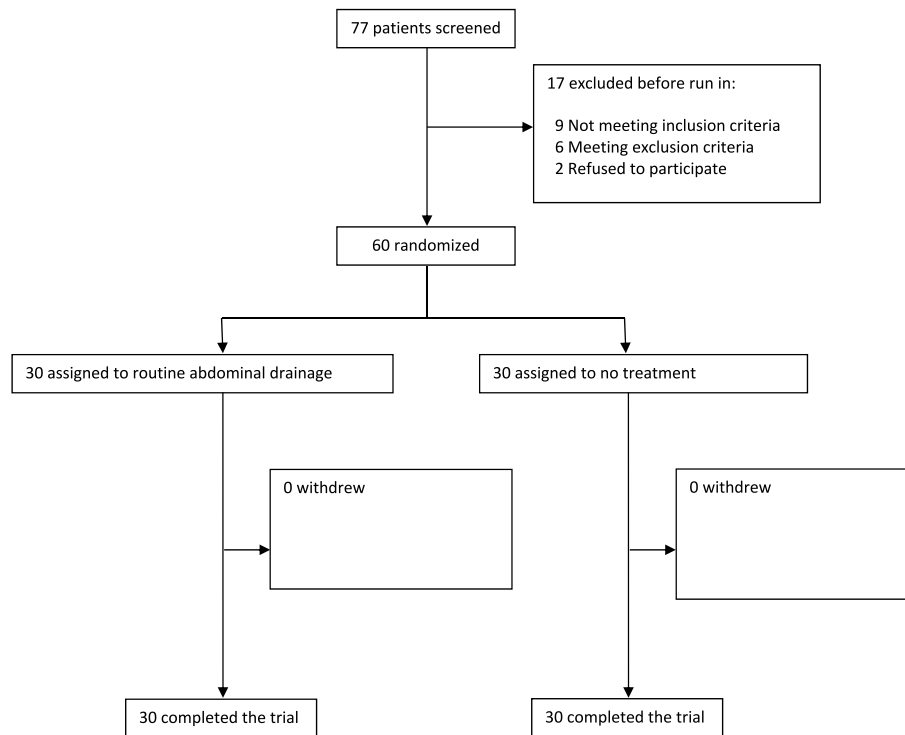 77 patients screened
17 excluded before run in:
9 Not meeting inclusion criteria
6 Meeting exclusion criteria
2 Refused to participate
60 randomized
30 assigned to routine abdominal drainage
30 assigned to no treatment
0 withdrew
0 withdrew
30 completed the trial
30 completed the trial